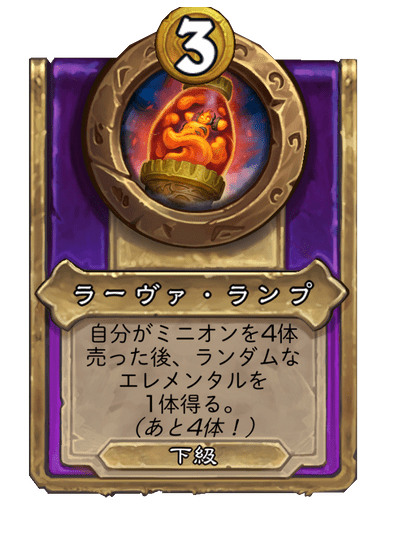 3
ラーヴァ・ランプ
自分がミニオンを4体
売った後、ランダムな
エレメンタルを
1体得る。
(あと4体！)
下級